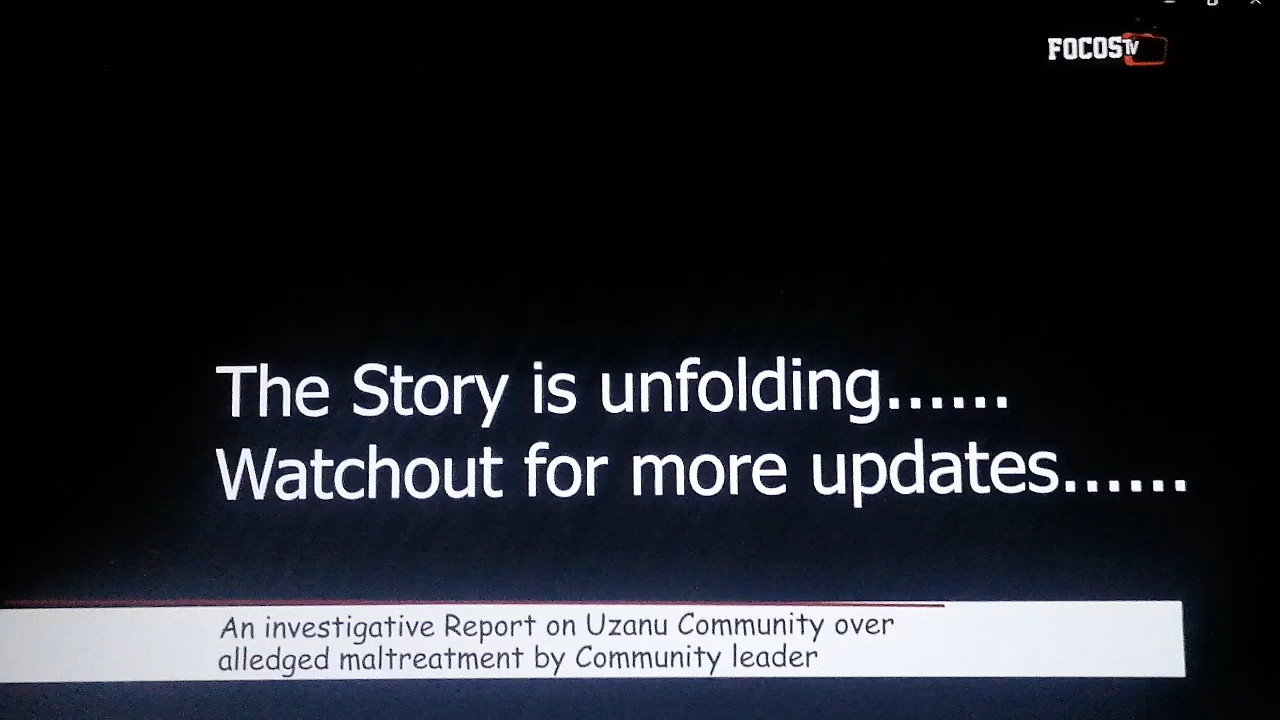 FOCOSTV
The Story is unfolding......
Watchout for more updates......
An investigative Report on Uzanu Community over
alledged maltreatment by Community leader